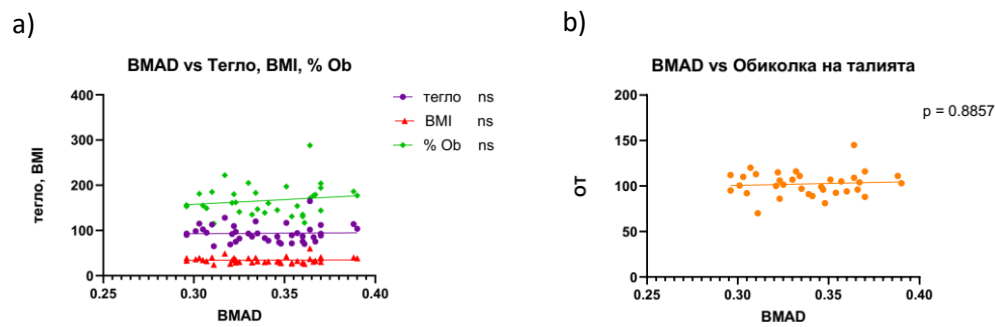 a)
BMAD vs Тегло, BMI, % Ob
400
300
200
100
0
0.25
0.30
0.35
0.40
тегло, BMI
BMAD
тегло ns
BMI ns
% Ob ns
b)
BMAD vs Обиколка на талията
200
150
100
50
0
0.25
0.30
0.35
0.40
ОТ
BMAD
p = 0.8857